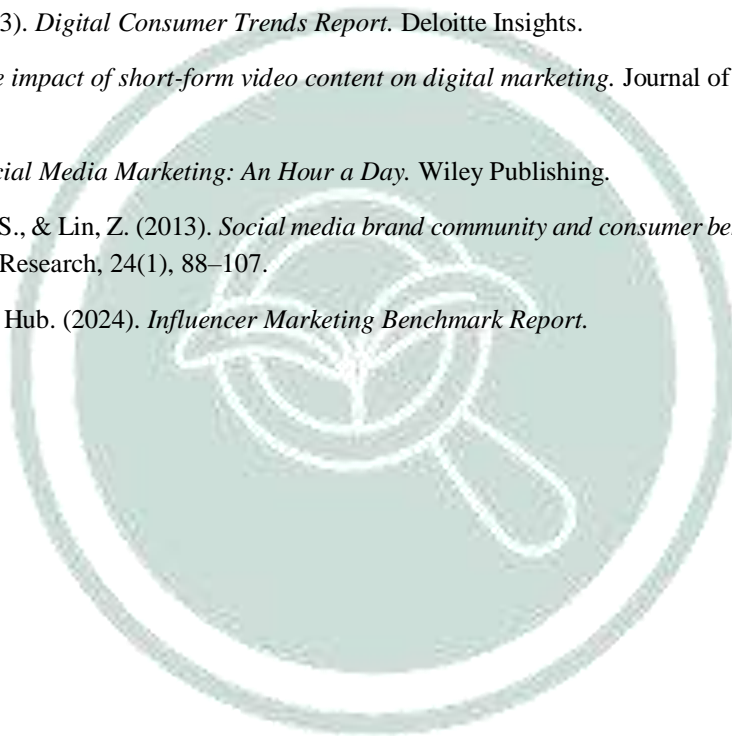 3). Digital Consumer Trends Report. Deloitte Insights.
e impact of short-form video content on digital marketing. Journal of
cial Media Marketing: An Hour a Day. Wiley Publishing.
S., & Lin, Z. (2013). Social media brand community and consumer be
Research, 24(1), 88–107.
Hub. (2024). Influencer Marketing Benchmark Report.